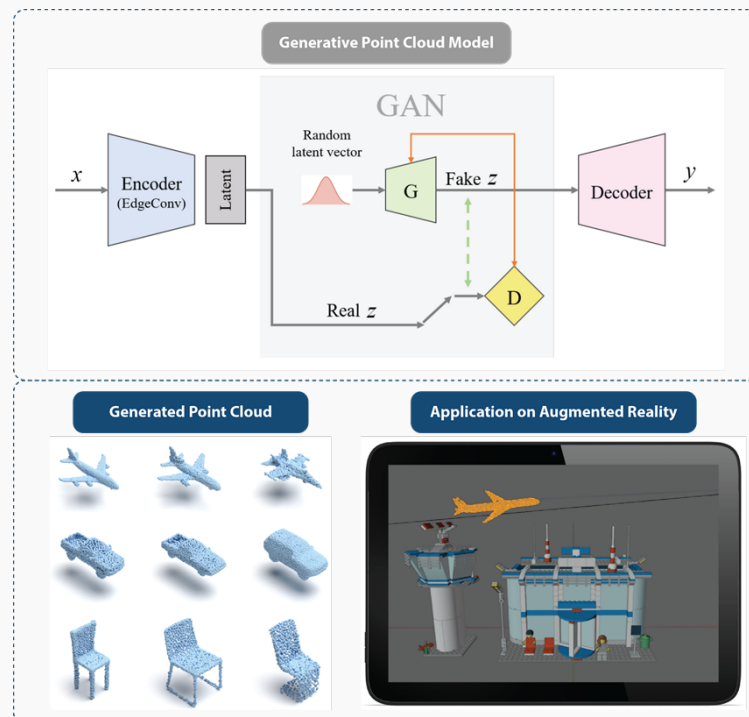 Generative Point Cloud Model
GAN
Random
latent vector
x
Encoder
(EdgeConv)
Latent
G
Fake z
Decoder
y
D
Real z
Generated Point Cloud
Application on Augmented Reality